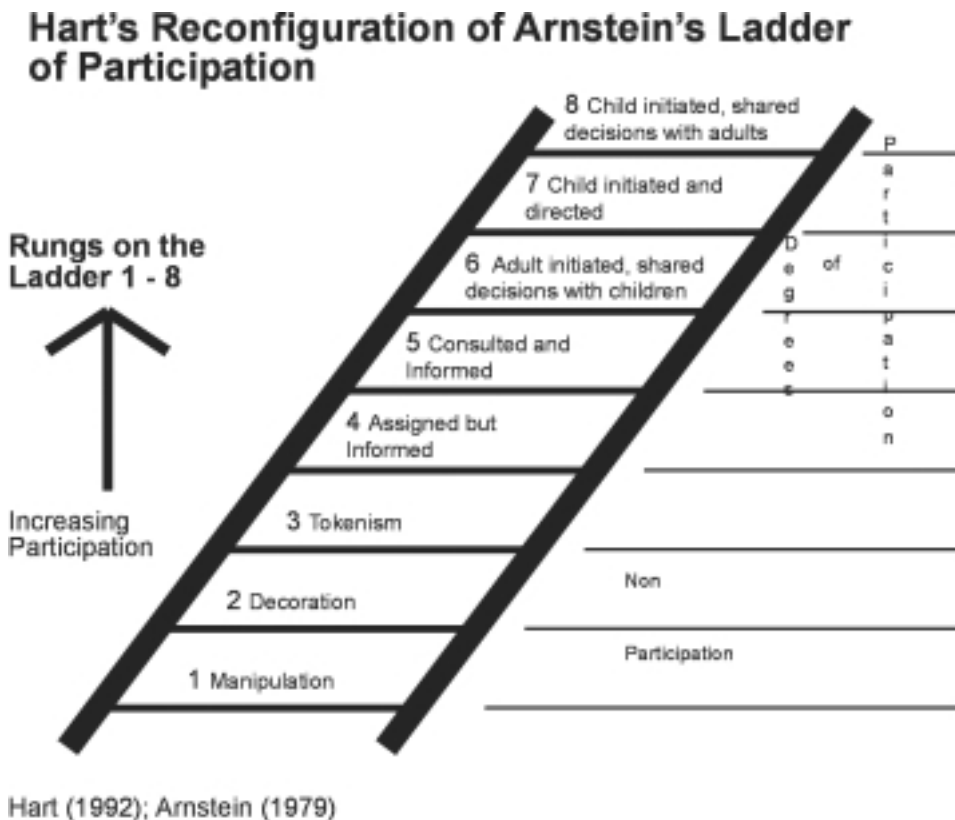 Hart's Reconfiguration of Arnstein's Ladder
of Participation
8 Child initiated, shared
decisions with adults
7 Child initiated and
directed
Rungs on the
Ladder 1 - 8
6 Adult initiated, shared
decisions with children
5 Consulted and
Informed
4 Assigned but
Informed
3 Tokenism
2 Decoration
1 Manipulation
Increasing
Participation
Degrees
of
Participation
Non
Participation
Hart (1992); Arnstein (1979)